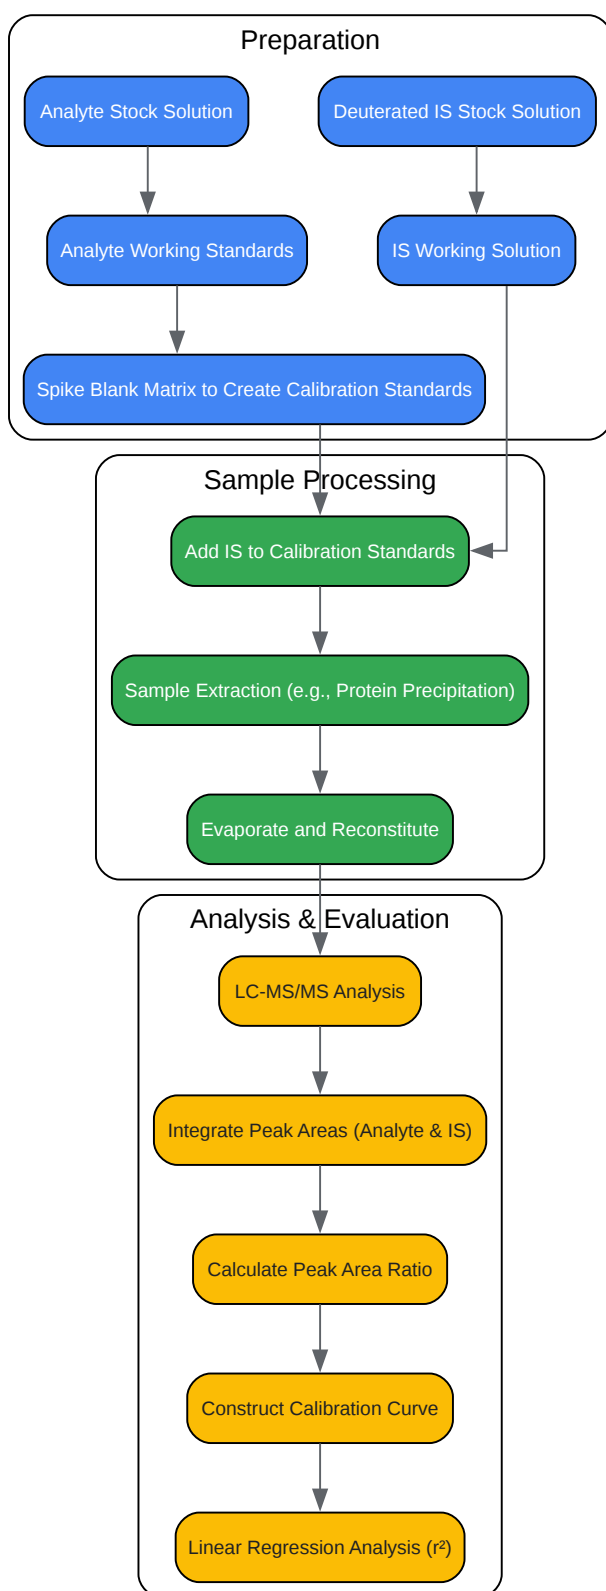 Preparation
Analyte Stock Solution
Deuterated IS Stock Solution
Analyte Working Standards
IS Working Solution
Spike Blank Matrix to Create Calibration Standards
Sample Processing
Add IS to Calibration Standards
Sample Extraction (e.g., Protein Precipitation)
Evaporate and Reconstitute
Analysis & Evaluation
LC-MS/MS Analysis
Integrate Peak Areas (Analyte & IS)
Calculate Peak Area Ratio
Construct Calibration Curve
Linear Regression Analysis (r²)